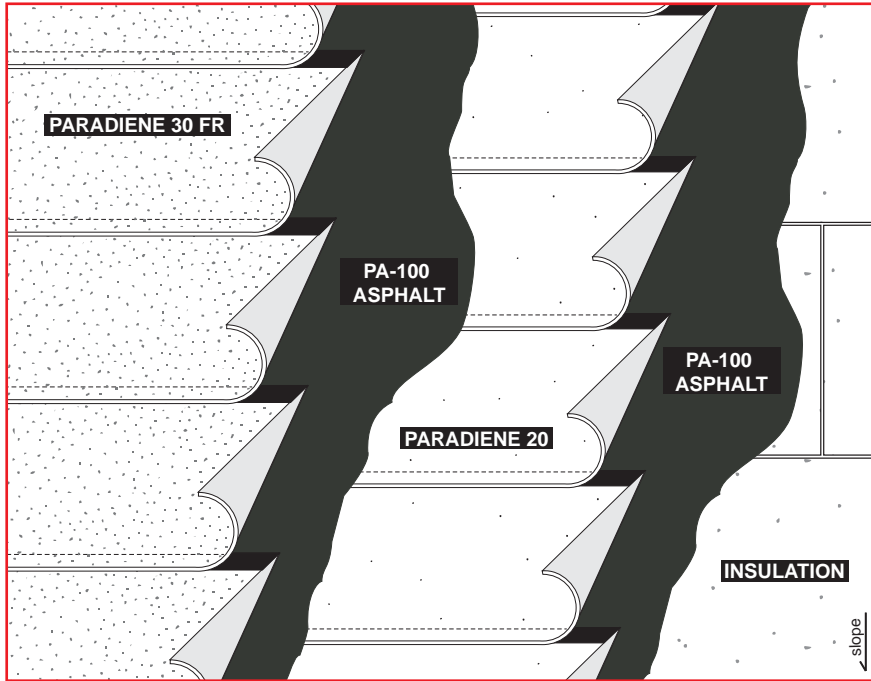 PARADIENE 30 FR
PA-100
ASPHALT
PA-100
ASPHALT
PARADIENE 20
INSULATION
slope